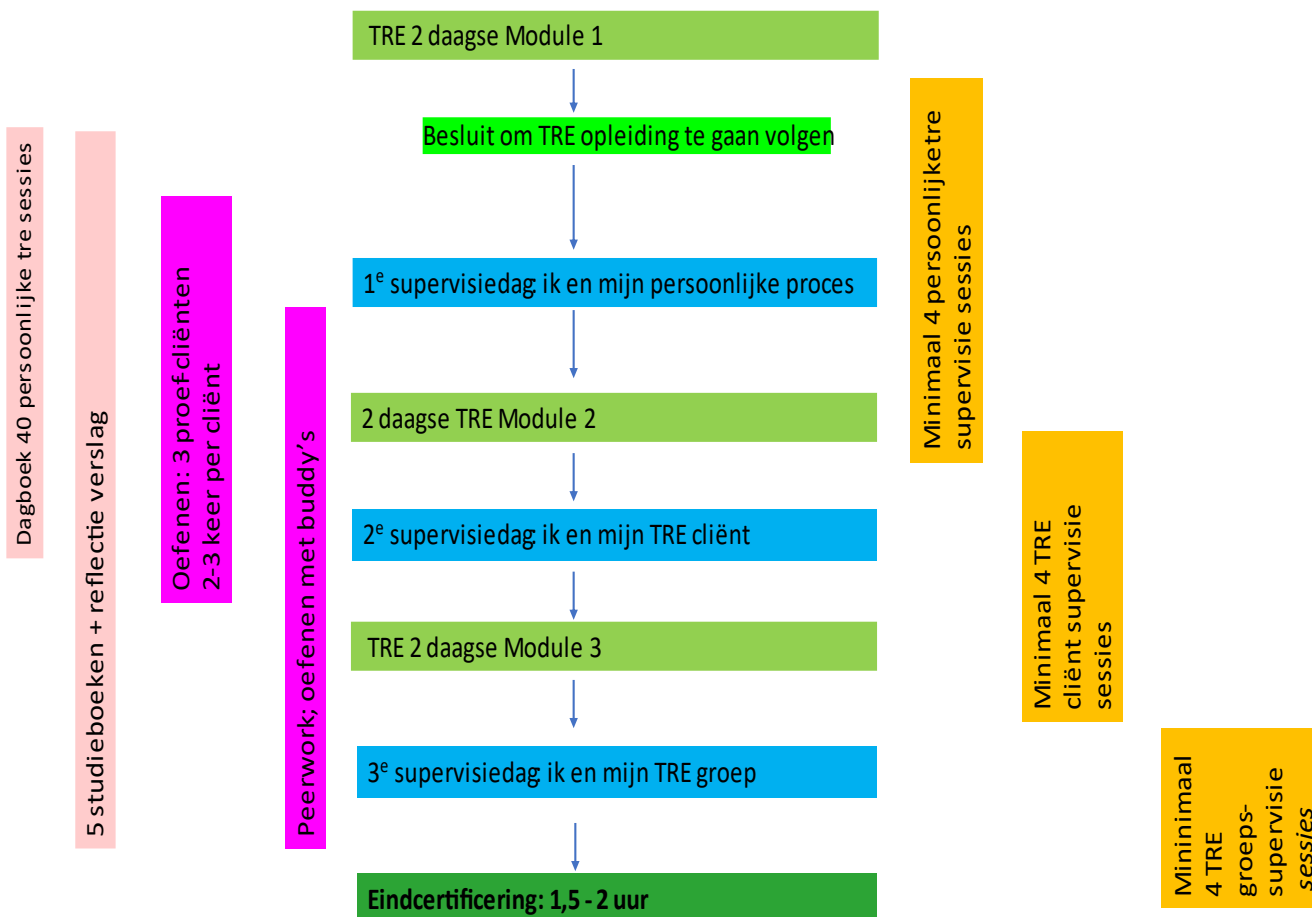 TRE 2 daagse Module 1
Besluit om TRE opleiding te gaan volgen
1e supervisiedag: ik en mijn persoonlijke proces
2 daagse TRE Module 2
2e supervisiedag: ik en mijn TRE cliënt
TRE 2 daagse Module 3
3e supervisiedag: ik en mijn TRE groep
Eindcertificering: 1,5 - 2 uur
Dagboek 40 persoonlijke tre sessies
5 studieboeken + reflectie verslag
Oefenen: 3 proef-cliënten
2-3 keer per cliënt
Peerwork; oefenen met buddy's
Minimaal 4 persoonlijketre
supervisie sessies
Minimaal 4 TRE
cliënt supervisie
sessies
Mininimaal
4 TRE
groeps-
supervisie
sessies